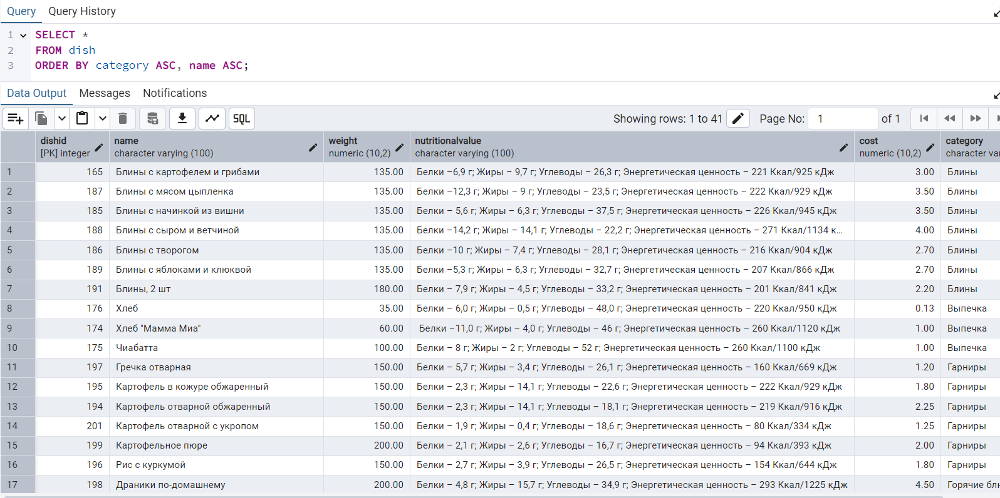 Query Query History
1 SELECT *
2 FROM dish
3 ORDER BY category ASC, name ASC;
Data Output Messages Notifications
SQL Showing rows: 1 to 41 Page No: 1 of 1
dishid name weight nutritionalvalue cost category
[PK] integer character varying (100) numeric (10,2) character varying (100) numeric (10,2) character var
1 165 Блины с картофелем и грибами 135.00 Белки –6,9 г; Жиры – 9,7 г; Углеводы – 26,3 г; Энергетическая ценность – 221 Ккал/925 кДж 3.00 Блины
2 187 Блины с мясом цыпленка 135.00 Белки –12,3 г; Жиры – 9 г; Углеводы – 23,5 г; Энергетическая ценность – 222 Ккал/929 кДж 3.50 Блины
3 185 Блины с начинкой из вишни 135.00 Белки – 5,6 г; Жиры – 6,3 г; Углеводы – 37,5 г; Энергетическая ценность – 226 Ккал/945 кДж 3.50 Блины
4 188 Блины с сыром и ветчиной 135.00 Белки –14,2 г; Жиры – 14,1 г; Углеводы – 22,2 г; Энергетическая ценность – 271 Ккал/1134 к... 4.00 Блины
5 186 Блины с творогом 135.00 Белки –10 г; Жиры – 7,4 г; Углеводы – 28,1 г; Энергетическая ценность – 216 Ккал/904 кДж 2.70 Блины
6 189 Блины с яблоками и клюквой 135.00 Белки –5,3 г; Жиры – 6,3 г; Углеводы – 32,7 г; Энергетическая ценность – 207 Ккал/866 кДж 2.70 Блины
7 191 Блины, 2 шт 180.00 Белки – 7,9 г; Жиры – 4,5 г; Углеводы – 33,2 г; Энергетическая ценность – 201 Ккал/841 кДж 2.20 Блины
8 176 Хлеб 35.00 Белки – 6,0 г; Жиры – 0,5 г; Углеводы – 48,0 г; Энергетическая ценность – 220 Ккал/950 кДж 0.13 Выпечка
9 174 Хлеб "Мамма Миа" 60.00 Белки –11,0 г; Жиры – 4,0 г; Углеводы – 46 г; Энергетическая ценность – 260 Ккал/1120 кДж 1.00 Выпечка
10 175 Чиабатта 100.00 Белки – 8 г; Жиры – 2 г; Углеводы – 52 г; Энергетическая ценность – 260 Ккал/1100 кДж 1.00 Выпечка
11 197 Гречка отварная 150.00 Белки – 5,7 г; Жиры – 3,4 г; Углеводы – 26,1 г; Энергетическая ценность – 160 Ккал/669 кДж 1.20 Гарниры
12 195 Картофель в кожуре обжаренный 150.00 Белки – 2,3 г; Жиры – 14,1 г; Углеводы – 22,6 г; Энергетическая ценность – 222 Ккал/929 кДж 1.80 Гарниры
13 194 Картофель отварной обжаренный 150.00 Белки – 2,3 г; Жиры – 14,1 г; Углеводы – 18,1 г; Энергетическая ценность – 219 Ккал/916 кДж 2.25 Гарниры
14 201 Картофель отварной с укропом 150.00 Белки – 1,9 г; Жиры – 0,4 г; Углеводы – 18,6 г; Энергетическая ценность – 80 Ккал/334 кДж 1.25 Гарниры
15 199 Картофельное пюре 200.00 Белки – 2,1 г; Жиры – 2,6 г; Углеводы – 16,7 г; Энергетическая ценность – 94 Ккал/393 кДж 2.00 Гарниры
16 196 Рис с куркумой 150.00 Белки – 2,7 г; Жиры – 3,9 г; Углеводы – 26,5 г; Энергетическая ценность – 154 Ккал/644 кДж 1.80 Гарниры
17 198 Драники по-домашнему 200.00 Белки – 4,8 г; Жиры – 15,7 г; Углеводы – 34,9 г; Энергетическая ценность – 293 Ккал/1225 кДж 4.50 Горячие бл